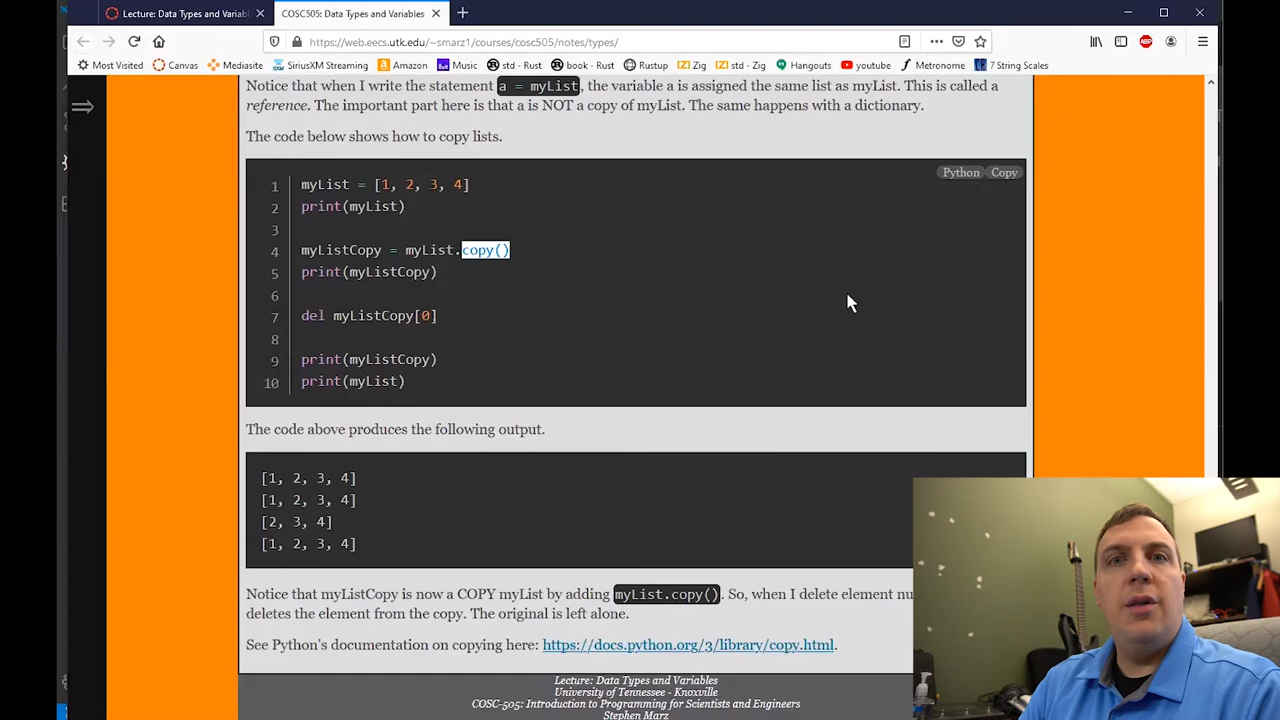 Lecture: Data Types and Variabl
COSC505: Data Types and Variables
https://web.eecs.utk.edu/~smarz1/courses/cosc505/notes/types/
Most Visited Canvas Mediasite SiriusXM Streaming Amazon Music std - Rust book - Rust Rustup Zig std - Zig Hangouts youtube Metronome 7 String Scales
Notice that when I write the statement a = myList, the variable a is assigned the same list as myList. This is called a
reference. The important part here is that a is NOT a copy of myList. The same happens with a dictionary.
The code below shows how to copy lists.
Python Copy
1 myList = [1, 2, 3, 4]
2 print(myList)
3
4 myListCopy = myList.copy()
5 print(myListCopy)
6
7 del myListCopy[0]
8
9 print(myListCopy)
10 print(myList)
The code above produces the following output.
[1, 2, 3, 4]
[1, 2, 3, 4]
[2, 3, 4]
[1, 2, 3, 4]
Notice that myListCopy is now a COPY myList by adding myList.copy(). So, when I delete element nu
deletes the element from the copy. The original is left alone.
See Python's documentation on copying here: https://docs.python.org/3/library/copy.html.
Lecture: Data Types and Variables
University of Tennessee - Knoxville
COSC-505: Introduction to Programming for Scientists and Engineers
Stephen Marz